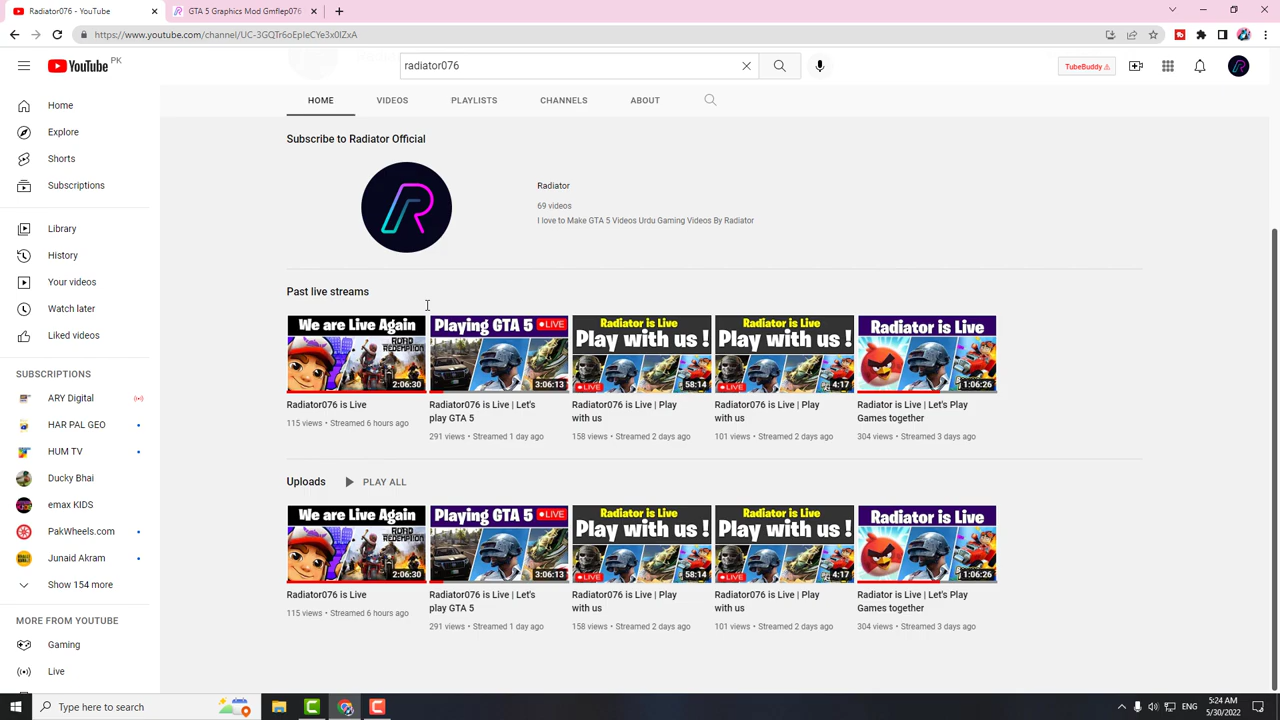 Radiator076 - YouTube
GTA 5 Graphics Mod Gmflep076
https://www.youtube.com/channel/UC-3GQTr6oEpIeCYe3x0IZxA
YouTube PK
radiator076
TubeBuddy
HOME VIDEOS PLAYLISTS CHANNELS ABOUT
Home
Explore
Shorts
Subscriptions
Library
History
Your videos
Watch later
Liked videos
SUBSCRIPTIONS
ARY Digital
HAR PAL GEO
HUM TV
Ducky Bhai
emax KIDS
PakWheels.com
Junaid Akram
Show 154 more
MORE FROM YOUTUBE
Gaming
Live
Subscribe to Radiator Official
Radiator
69 videos
I love to Make GTA 5 Videos Urdu Gaming Videos By Radiator
Past live streams
We are Live Again
ROAD
REDEMPTION
2:06:30
Radiator076 is Live
115 views • Streamed 6 hours ago
Playing GTA 5 LIVE
3:06:13
Radiator076 is Live | Let's
play GTA 5
291 views • Streamed 1 day ago
Radiator is Live
Play with us !
LIVE
58:14
Radiator076 is Live | Play
with us
158 views • Streamed 2 days ago
Radiator is Live
Play with us !
LIVE
4:17
Radiator076 is Live | Play
with us
101 views • Streamed 2 days ago
Radiator is Live
1:06:26
Radiator is Live | Let's Play
Games together
304 views • Streamed 3 days ago
Uploads PLAY ALL
We are Live Again
ROAD
REDEMPTION
2:06:30
Radiator076 is Live
115 views • Streamed 6 hours ago
Playing GTA 5 LIVE
3:06:13
Radiator076 is Live | Let's
play GTA 5
291 views • Streamed 1 day ago
Radiator is Live
Play with us !
LIVE
58:14
Radiator076 is Live | Play
with us
158 views • Streamed 2 days ago
Radiator is Live
Play with us !
LIVE
4:17
Radiator076 is Live | Play
with us
101 views • Streamed 2 days ago
Radiator is Live
1:06:26
Radiator is Live | Let's Play
Games together
304 views • Streamed 3 days ago
Type here to search
ENG
5:24 AM
5/30/2022